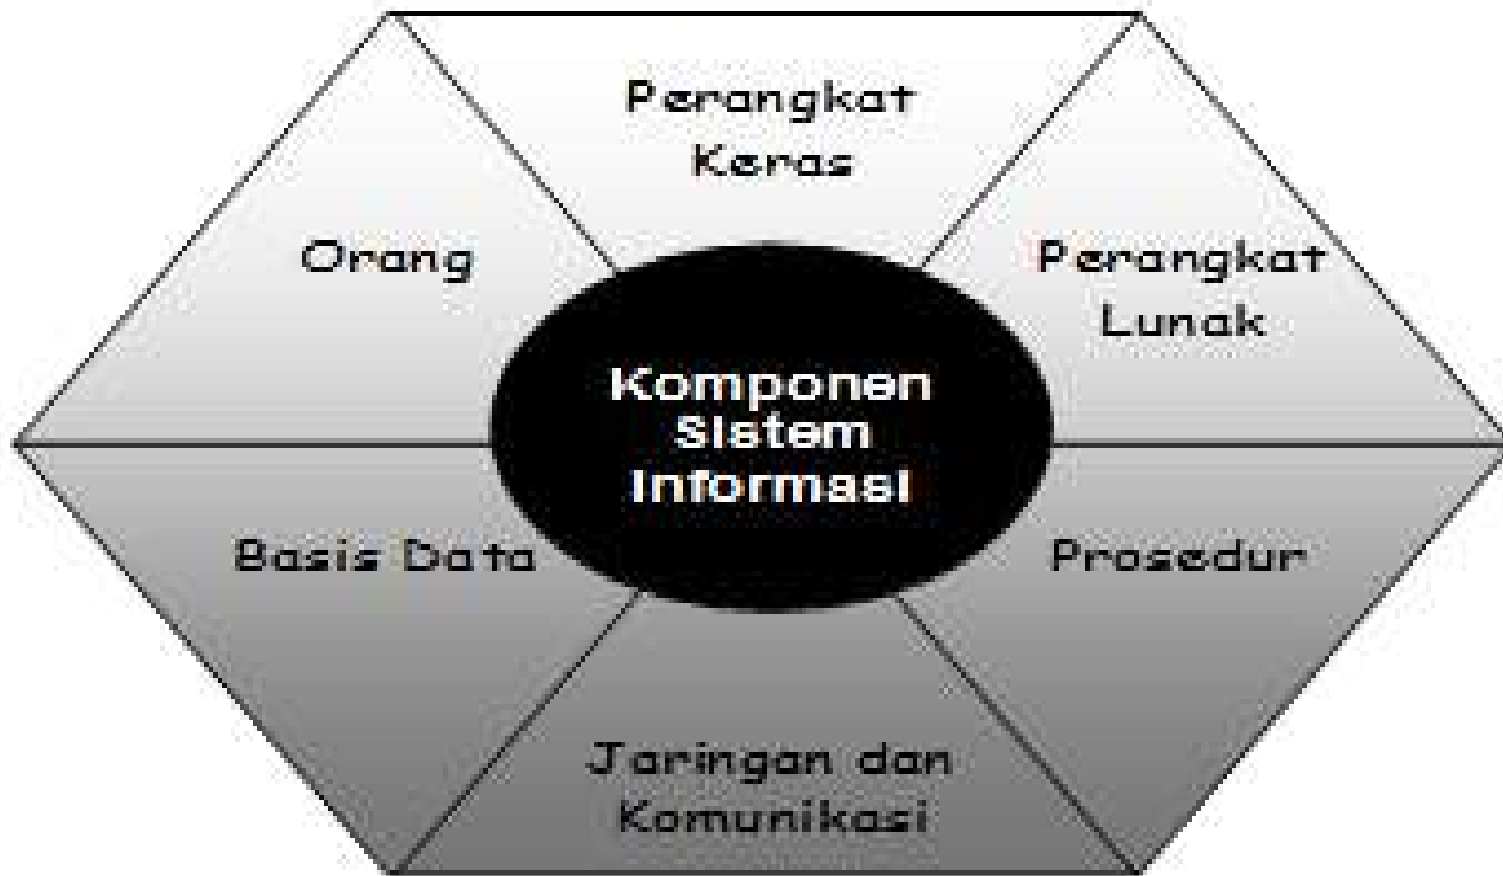 Perangkat
Keras
Orang
Perangkat
Lunak
Komponen
Sistem
Informasi
Basis Data
Prosedur
Jaringan dan
Komunikasi